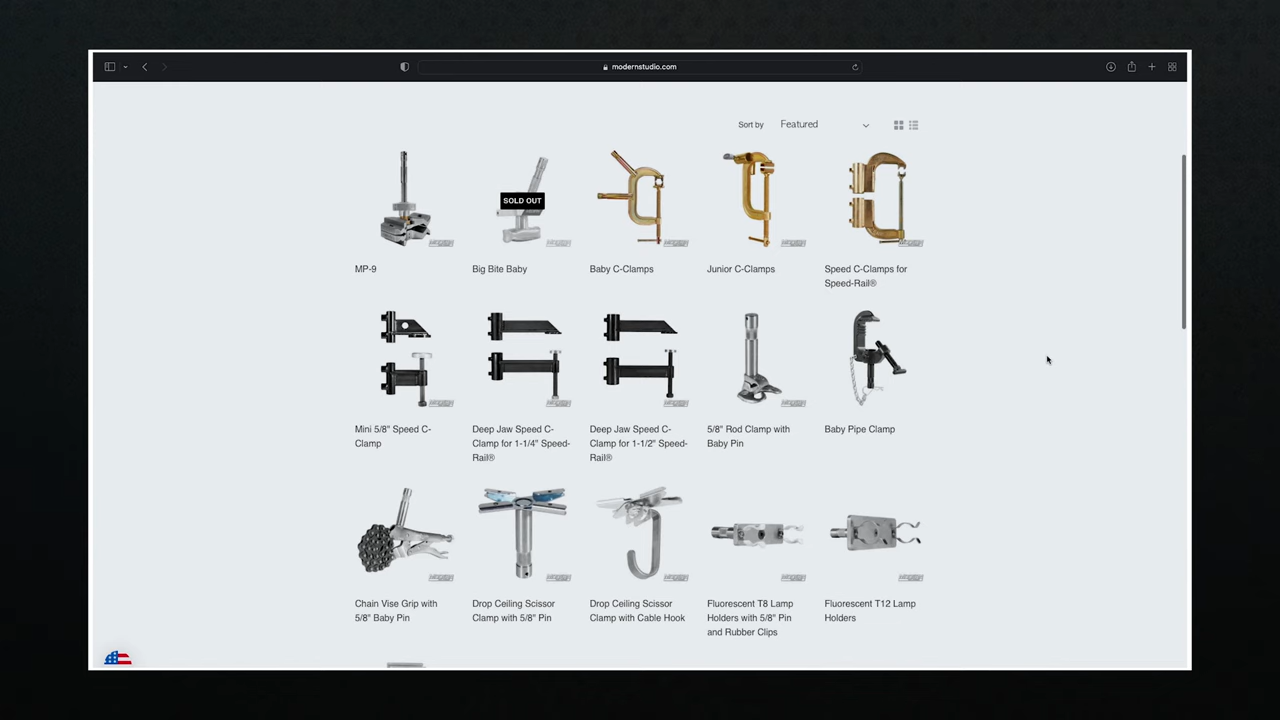 modernstudio.com
Sort by Featured
SOLD OUT
MP-9
Big Bite Baby
Baby C-Clamps
Junior C-Clamps
Speed C-Clamps for
Speed-Rail®
Mini 5/8" Speed C-
Clamp
Deep Jaw Speed C-
Clamp for 1-1/4" Speed-
Rail®
Deep Jaw Speed C-
Clamp for 1-1/2" Speed-
Rail®
5/8" Rod Clamp with
Baby Pin
Baby Pipe Clamp
Chain Vise Grip with
5/8" Baby Pin
Drop Ceiling Scissor
Clamp with 5/8" Pin
Drop Ceiling Scissor
Clamp with Cable Hook
Fluorescent T8 Lamp
Holders with 5/8" Pin
and Rubber Clips
Fluorescent T12 Lamp
Holders